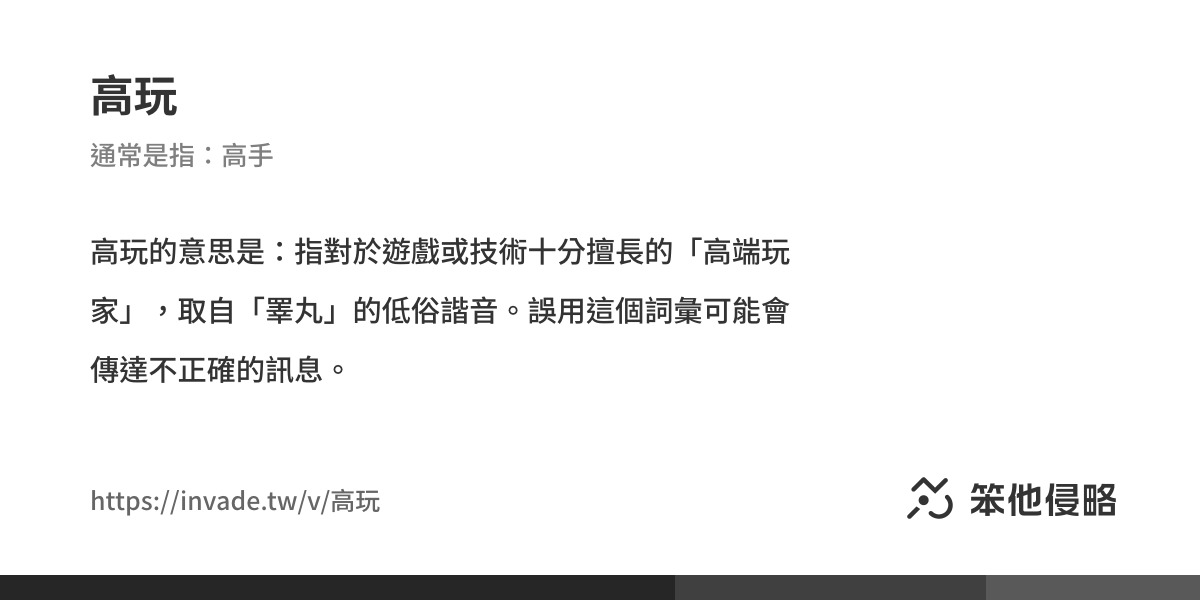 高玩
通常是指：高手
高玩的意思是：指對於遊戲或技術十分擅長的「高端玩
家」，取自「睪丸」的低俗諧音。誤用這個詞彙可能會
傳達不正確的訊息。
https://invade.tw/v/高玩
笨他侵略